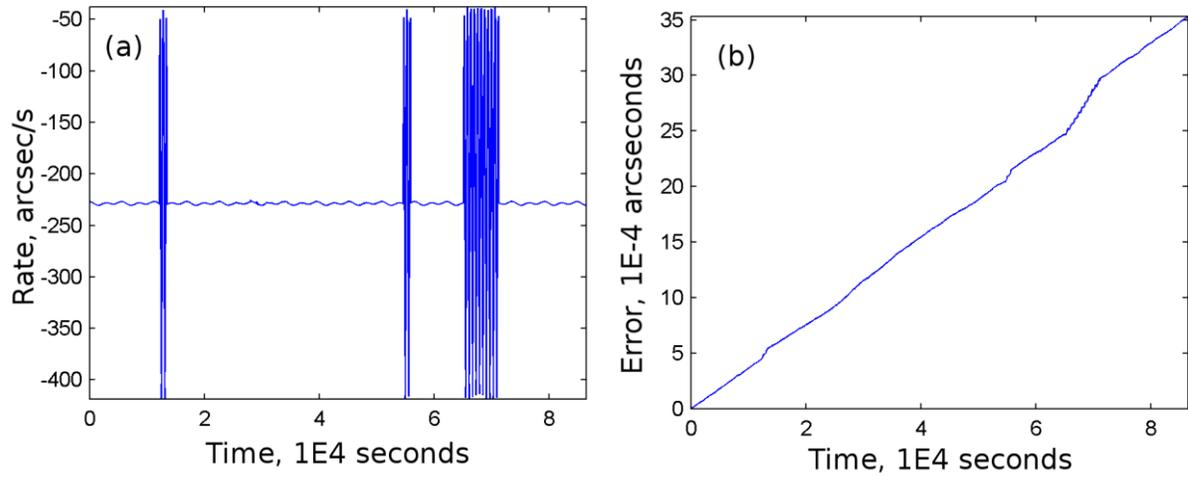 (a)
Rate, arcsec/s
-50
-100
-150
-200
-250
-300
-350
-400
0 2 4 6 8
Time, 1E4 seconds
(b)
Error, 1E-4 arcseconds
35
30
25
20
15
10
5
0
0 2 4 6 8
Time, 1E4 seconds